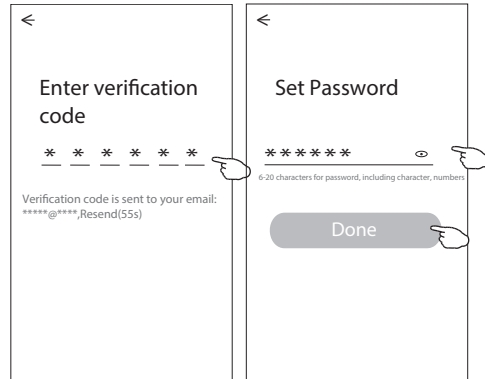 Enter verification
code
* * * * * *
Verification code is sent to your email:
*****@****,Resend(55s)
Set Password
******
6-20 characters for password, including character, numbers
Done